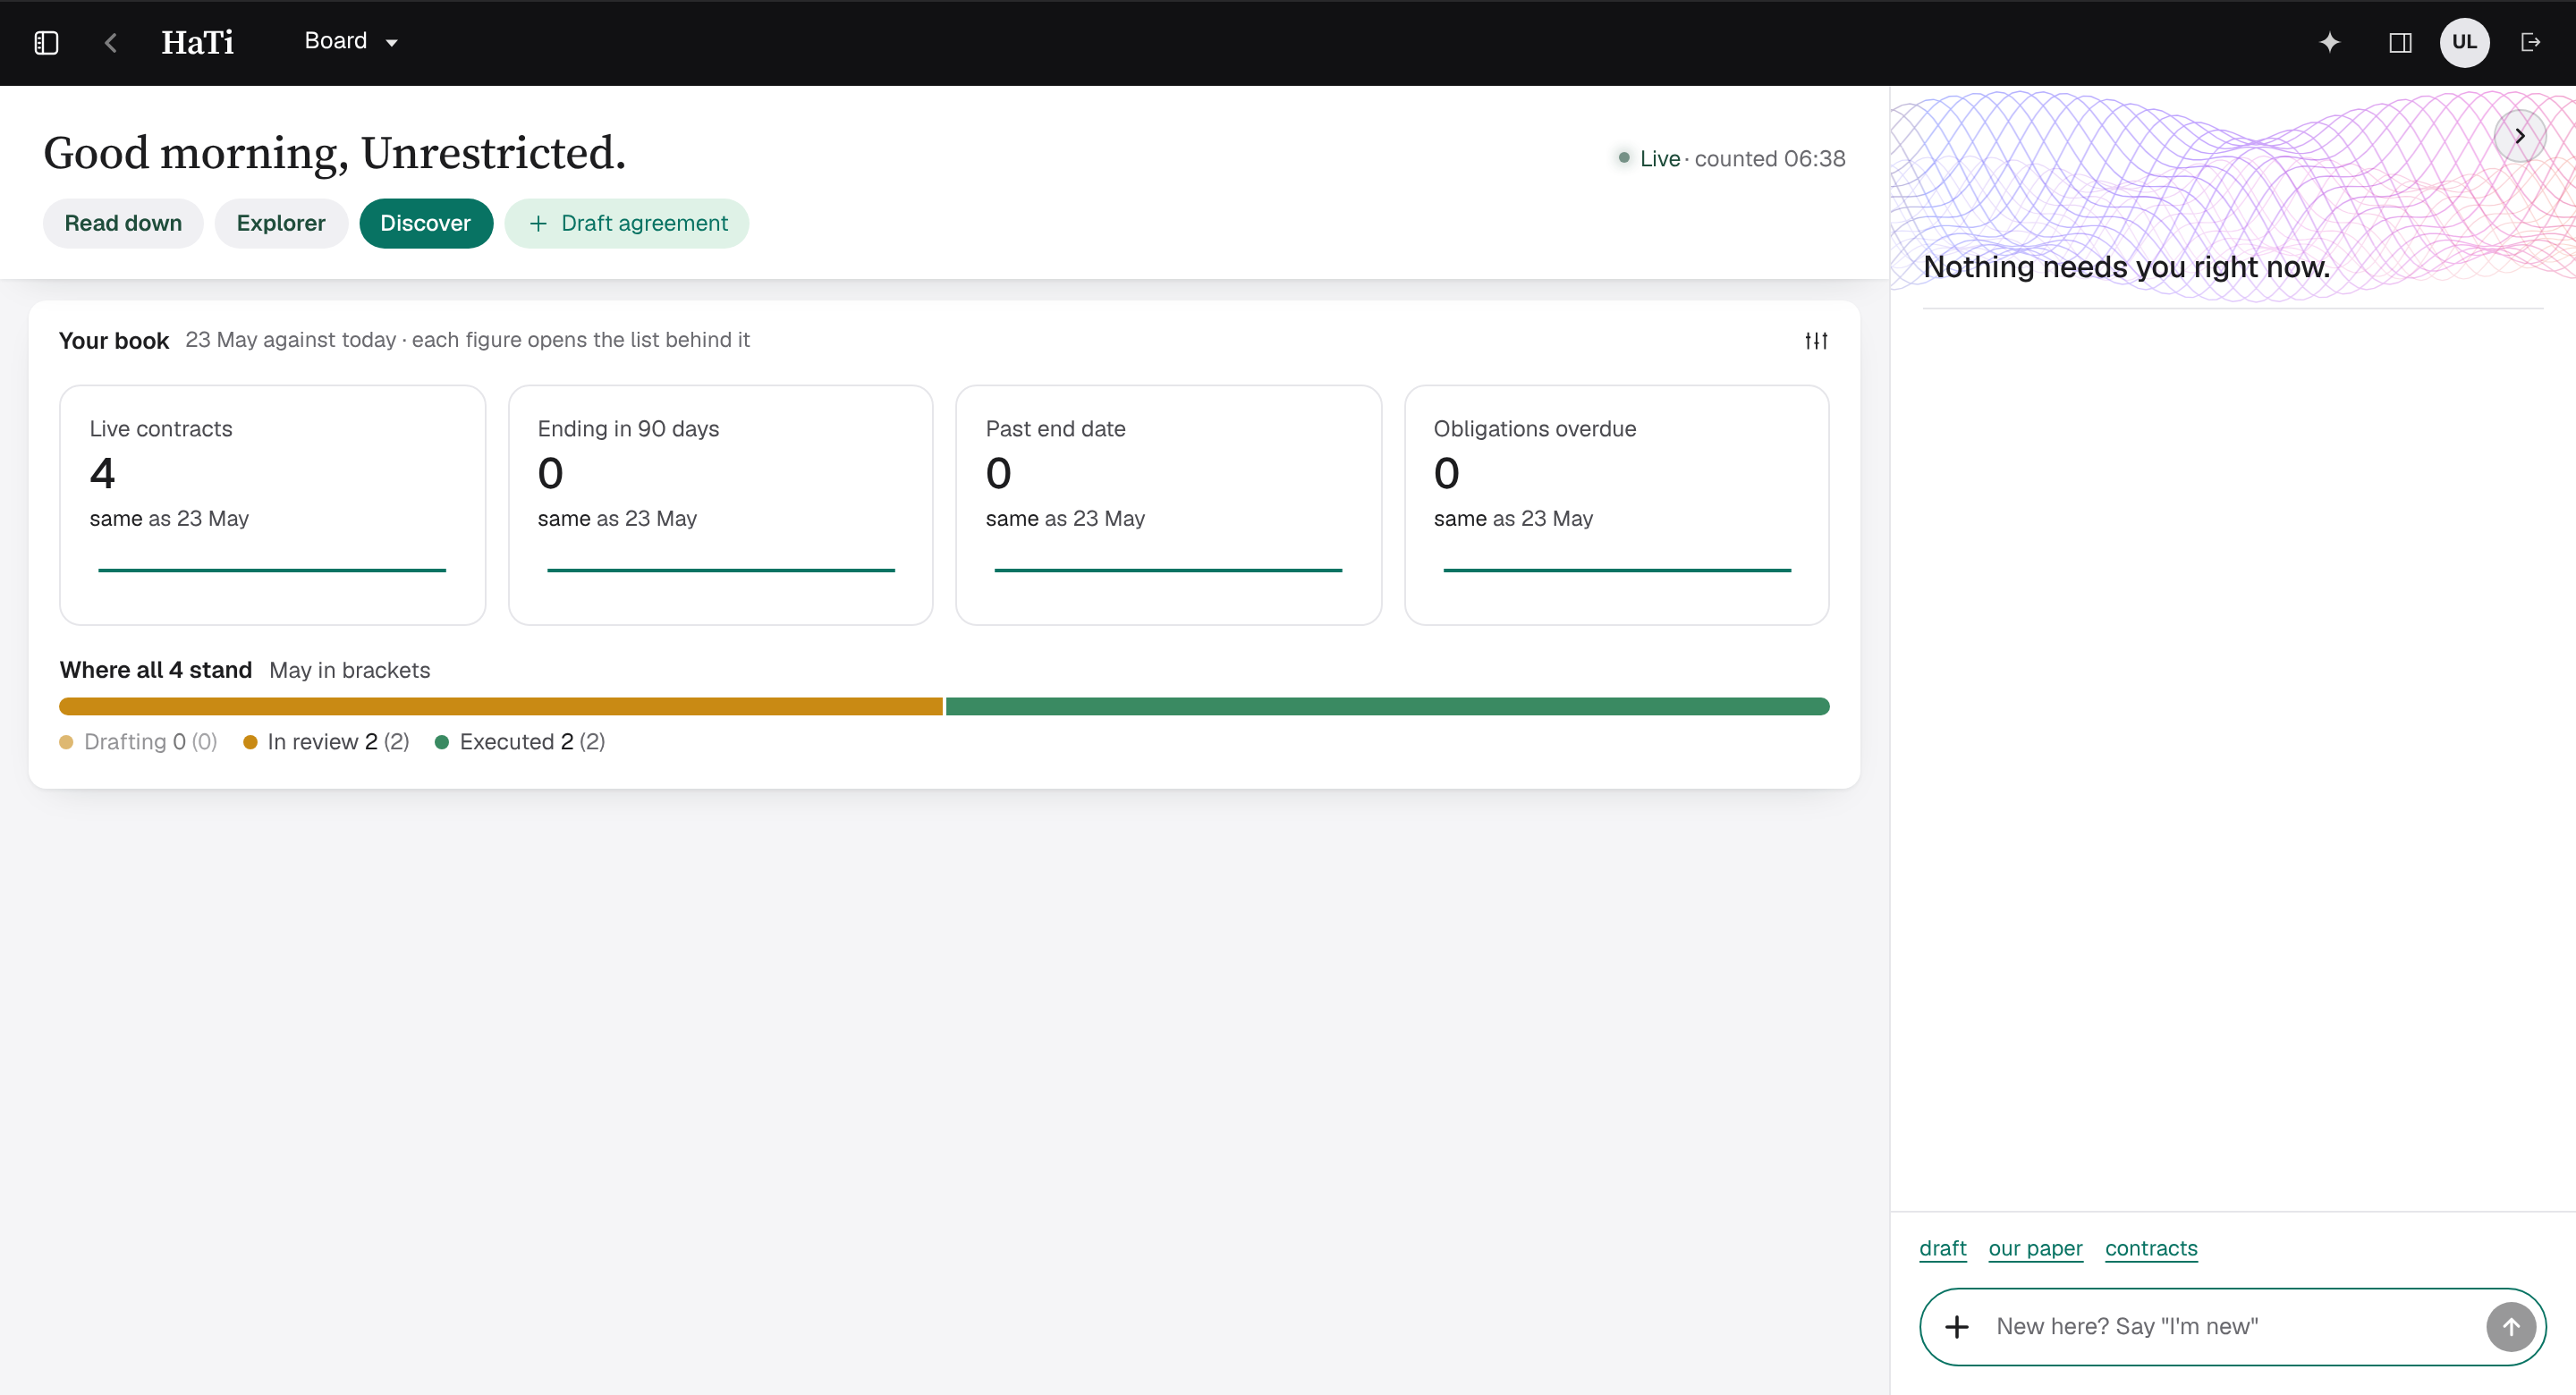 HaTi
Board
UL
Good morning, Unrestricted.
Live · counted 06:38
Read down
Explorer
Discover
+ Draft agreement
Your book 23 May against today · each figure opens the list behind it
Live contracts
4
same as 23 May
Ending in 90 days
0
same as 23 May
Past end date
0
same as 23 May
Obligations overdue
0
same as 23 May
Where all 4 stand May in brackets
Drafting 0 (0) In review 2 (2) Executed 2 (2)
Nothing needs you right now.
draft our paper contracts
New here? Say "I'm new"